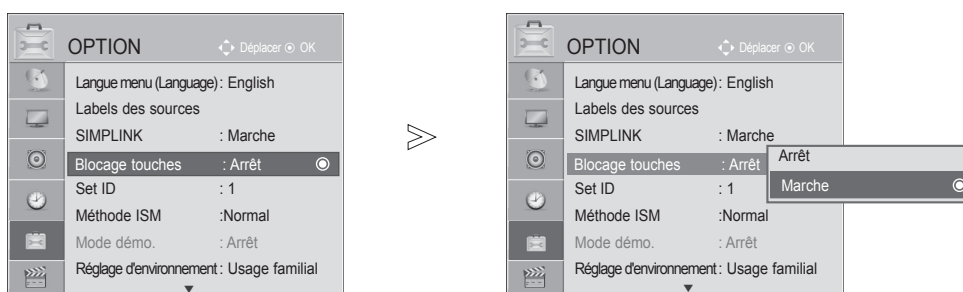 OPTION
Déplacer OK
Langue menu (Language) : English
Labels des sources
SIMPLINK : Marche
Blocage touches : Arrêt
Set ID : 1
Méthode ISM :Normal
Mode démo. : Arrêt
Réglage d'environnement : Usage familial
OPTION
Déplacer OK
Langue menu (Language) : English
Labels des sources
SIMPLINK : Marche
Blocage touches : Arrêt
Arrêt
Marche
Set ID : 1
Méthode ISM :Normal
Mode démo. : Arrêt
Réglage d'environnement : Usage familial